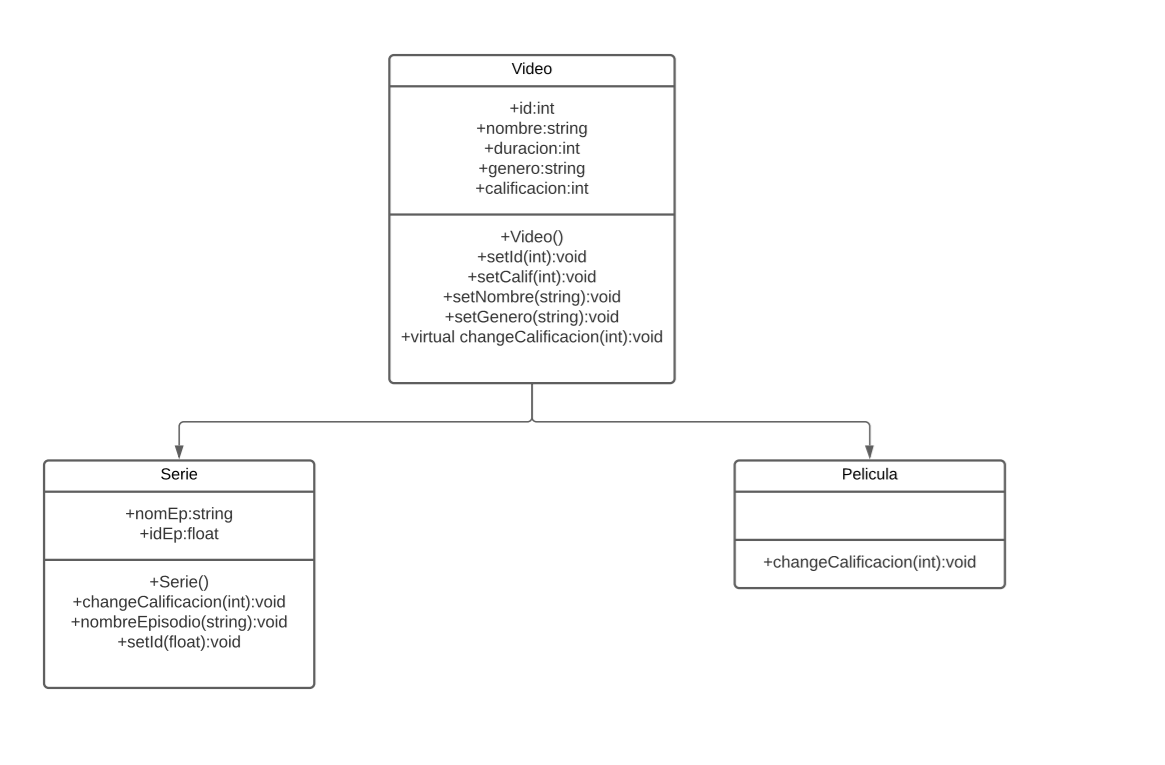 Video
+id:int
+nombre:string
+duracion:int
+genero:string
+calificacion:int
+Video()
+setId(int):void
+setCalif(int):void
+setNombre(string):void
+setGenero(string):void
+virtual changeCalificacion(int):void
Serie
+nomEp:string
+idEp:float
+Serie()
+changeCalificacion(int):void
+nombreEpisodio(string):void
+setId(float):void
Pelicula
+changeCalificacion(int):void